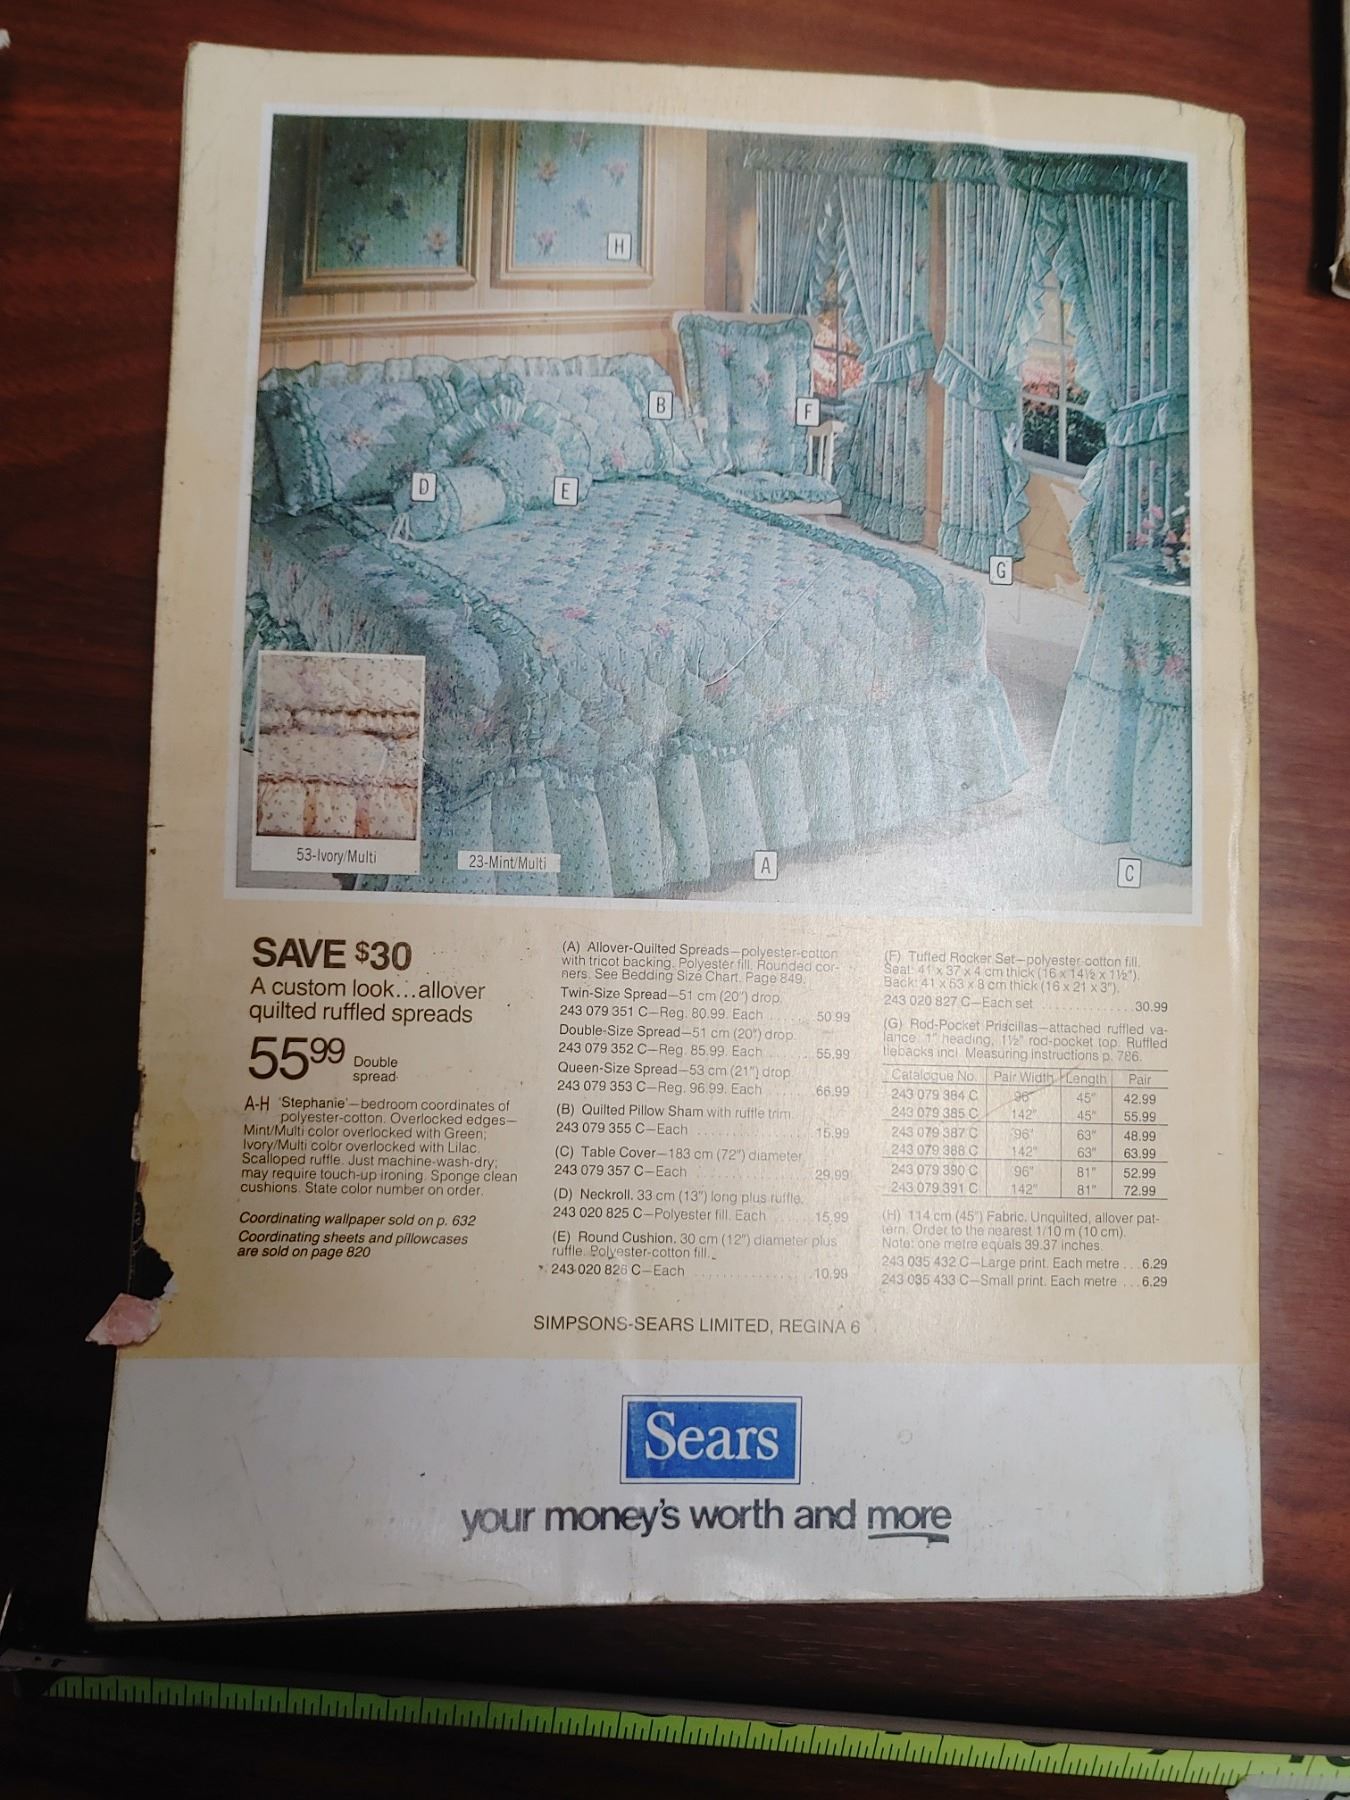 H
B
F
D
E
G
53-Ivory/Multi
23-Mint/Multi
A
C
SAVE $30
A custom look...allover
quilted ruffled spreads
55 99 Double
spread
A-H 'Stephanie'—bedroom coordinates of
polyester-cotton. Overlocked edges—
Mint/Multi color overlocked with Green;
Ivory/Multi color overlocked with Lilac.
Scalloped ruffle. Just machine-wash-dry;
may require touch-up ironing. Sponge clean
cushions. State color number on order.
Coordinating wallpaper sold on p. 632
Coordinating sheets and pillowcases
are sold on page 820
(A) Allover-Quilted Spreads—polyester-cotton
with tricot backing. Polyester fill. Rounded cor-
ners. See Bedding Size Chart. Page 849.
Twin-Size Spread—51 cm (20") drop.
243 079 351 C—Reg. 80.99. Each ........ 50.99
Double-Size Spread—51 cm (20") drop.
243 079 352 C—Reg. 85.99. Each ........ 55.99
Queen-Size Spread—53 cm (21") drop.
243 079 353 C—Reg. 96.99. Each ........ 66.99
(B) Quilted Pillow Sham with ruffle trim.
243 079 355 C—Each .............. 15.99
(C) Table Cover—183 cm (72") diameter
243 079 357 C—Each .............. 29.99
(D) Neckroll. 33 cm (13") long plus ruffle.
243 020 825 C—Polyester fill. Each ...... 15.99
(E) Round Cushion. 30 cm (12") diameter plus
ruffle. Polyester-cotton fill.
243 020 826 C—Each .............. 10.99
(F) Tufted Rocker Set—polyester-cotton fill.
Seat: 41 x 37 x 4 cm thick (16 x 14½ x 1½").
Back: 41 x 53 x 8 cm thick (16 x 21 x 3").
243 020 827 C—Each set .............. 30.99
(G) Rod-Pocket Priscillas—attached ruffled va-
lance. 1" heading, 1½" rod-pocket top. Ruffled
tiebacks incl. Measuring instructions p. 786.
Catalogue No. Pair Width Length Pair
243 079 384 C 96" 45" 42.99
243 079 385 C 142" 45" 55.99
243 079 387 C 96" 63" 48.99
243 079 388 C 142" 63" 63.99
243 079 390 C 96" 81" 52.99
243 079 391 C 142" 81" 72.99
(H) 114 cm (45") Fabric. Unquilted, allover pat-
tern. Order to the nearest 1/10 m (10 cm).
Note: one metre equals 39.37 inches.
243 035 432 C—Large print. Each metre ... 6.29
243 035 433 C—Small print. Each metre ... 6.29
SIMPSONS-SEARS LIMITED, REGINA 6
Sears
your money's worth and more